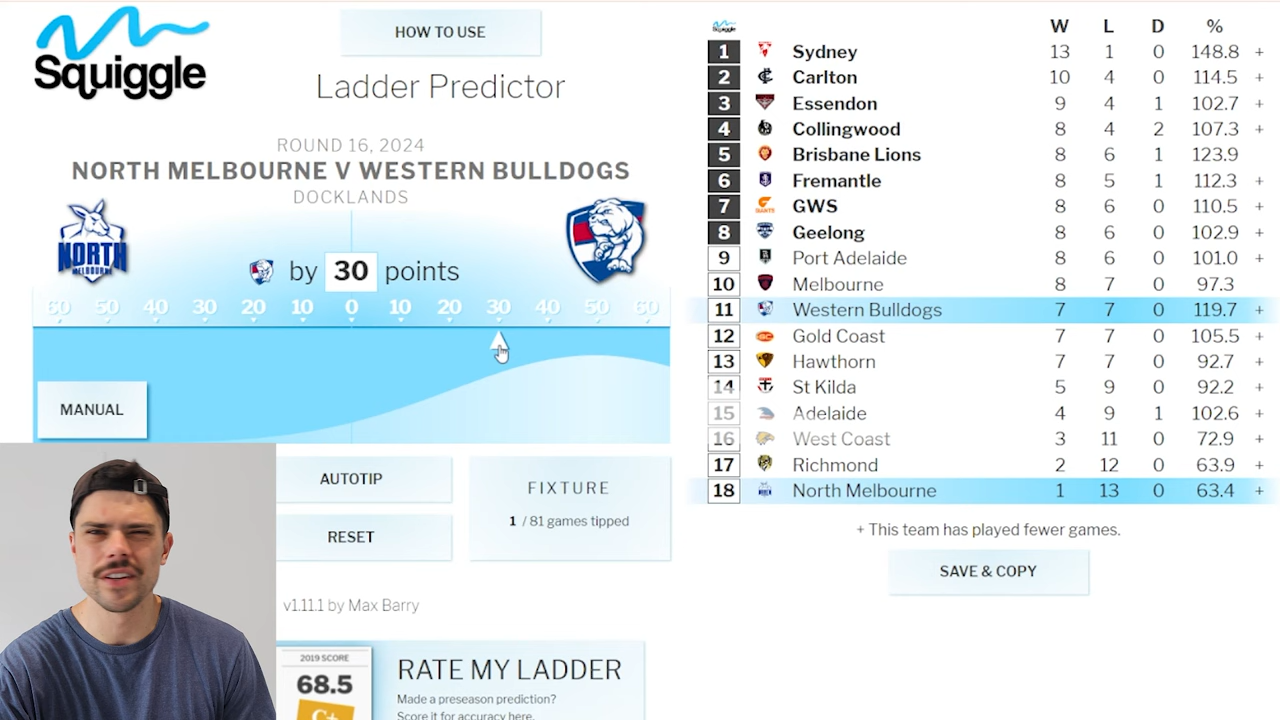 Squiggle
HOW TO USE
Ladder Predictor
ROUND 16, 2024
NORTH MELBOURNE V WESTERN BULLDOGS
DOCKLANDS
NORTH
MELBOURNE
by 30 points
60 50 40 30 20 10 0 10 20 30 40 50 60
MANUAL
AUTOTIP
RESET
FIXTURE
1 / 81 games tipped
v1.11.1 by Max Barry
2019 SCORE
68.5
C+
RATE MY LADDER
Made a preseason prediction?
Score it for accuracy here.
W L D %
1 Sydney 13 1 0 148.8 +
2 Carlton 10 4 0 114.5 +
3 Essendon 9 4 1 102.7 +
4 Collingwood 8 4 2 107.3 +
5 Brisbane Lions 8 6 1 123.9
6 Fremantle 8 5 1 112.3 +
7 GWS 8 6 0 110.5 +
8 Geelong 8 6 0 102.9 +
9 Port Adelaide 8 6 0 101.0 +
10 Melbourne 8 7 0 97.3
11 Western Bulldogs 7 7 0 119.7 +
12 Gold Coast 7 7 0 105.5 +
13 Hawthorn 7 7 0 92.7 +
14 St Kilda 5 9 0 92.2 +
15 Adelaide 4 9 1 102.6 +
16 West Coast 3 11 0 72.9 +
17 Richmond 2 12 0 63.9 +
18 North Melbourne 1 13 0 63.4 +
+ This team has played fewer games.
SAVE & COPY